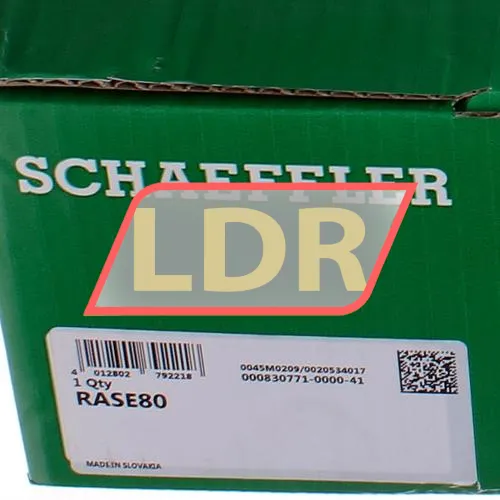 SCHAEFFLER
LDR
4 012802 792218
0045M0209/0020534017
000830771-0000-41
1 Qty
RASE80
MADE IN SLOVAKIA